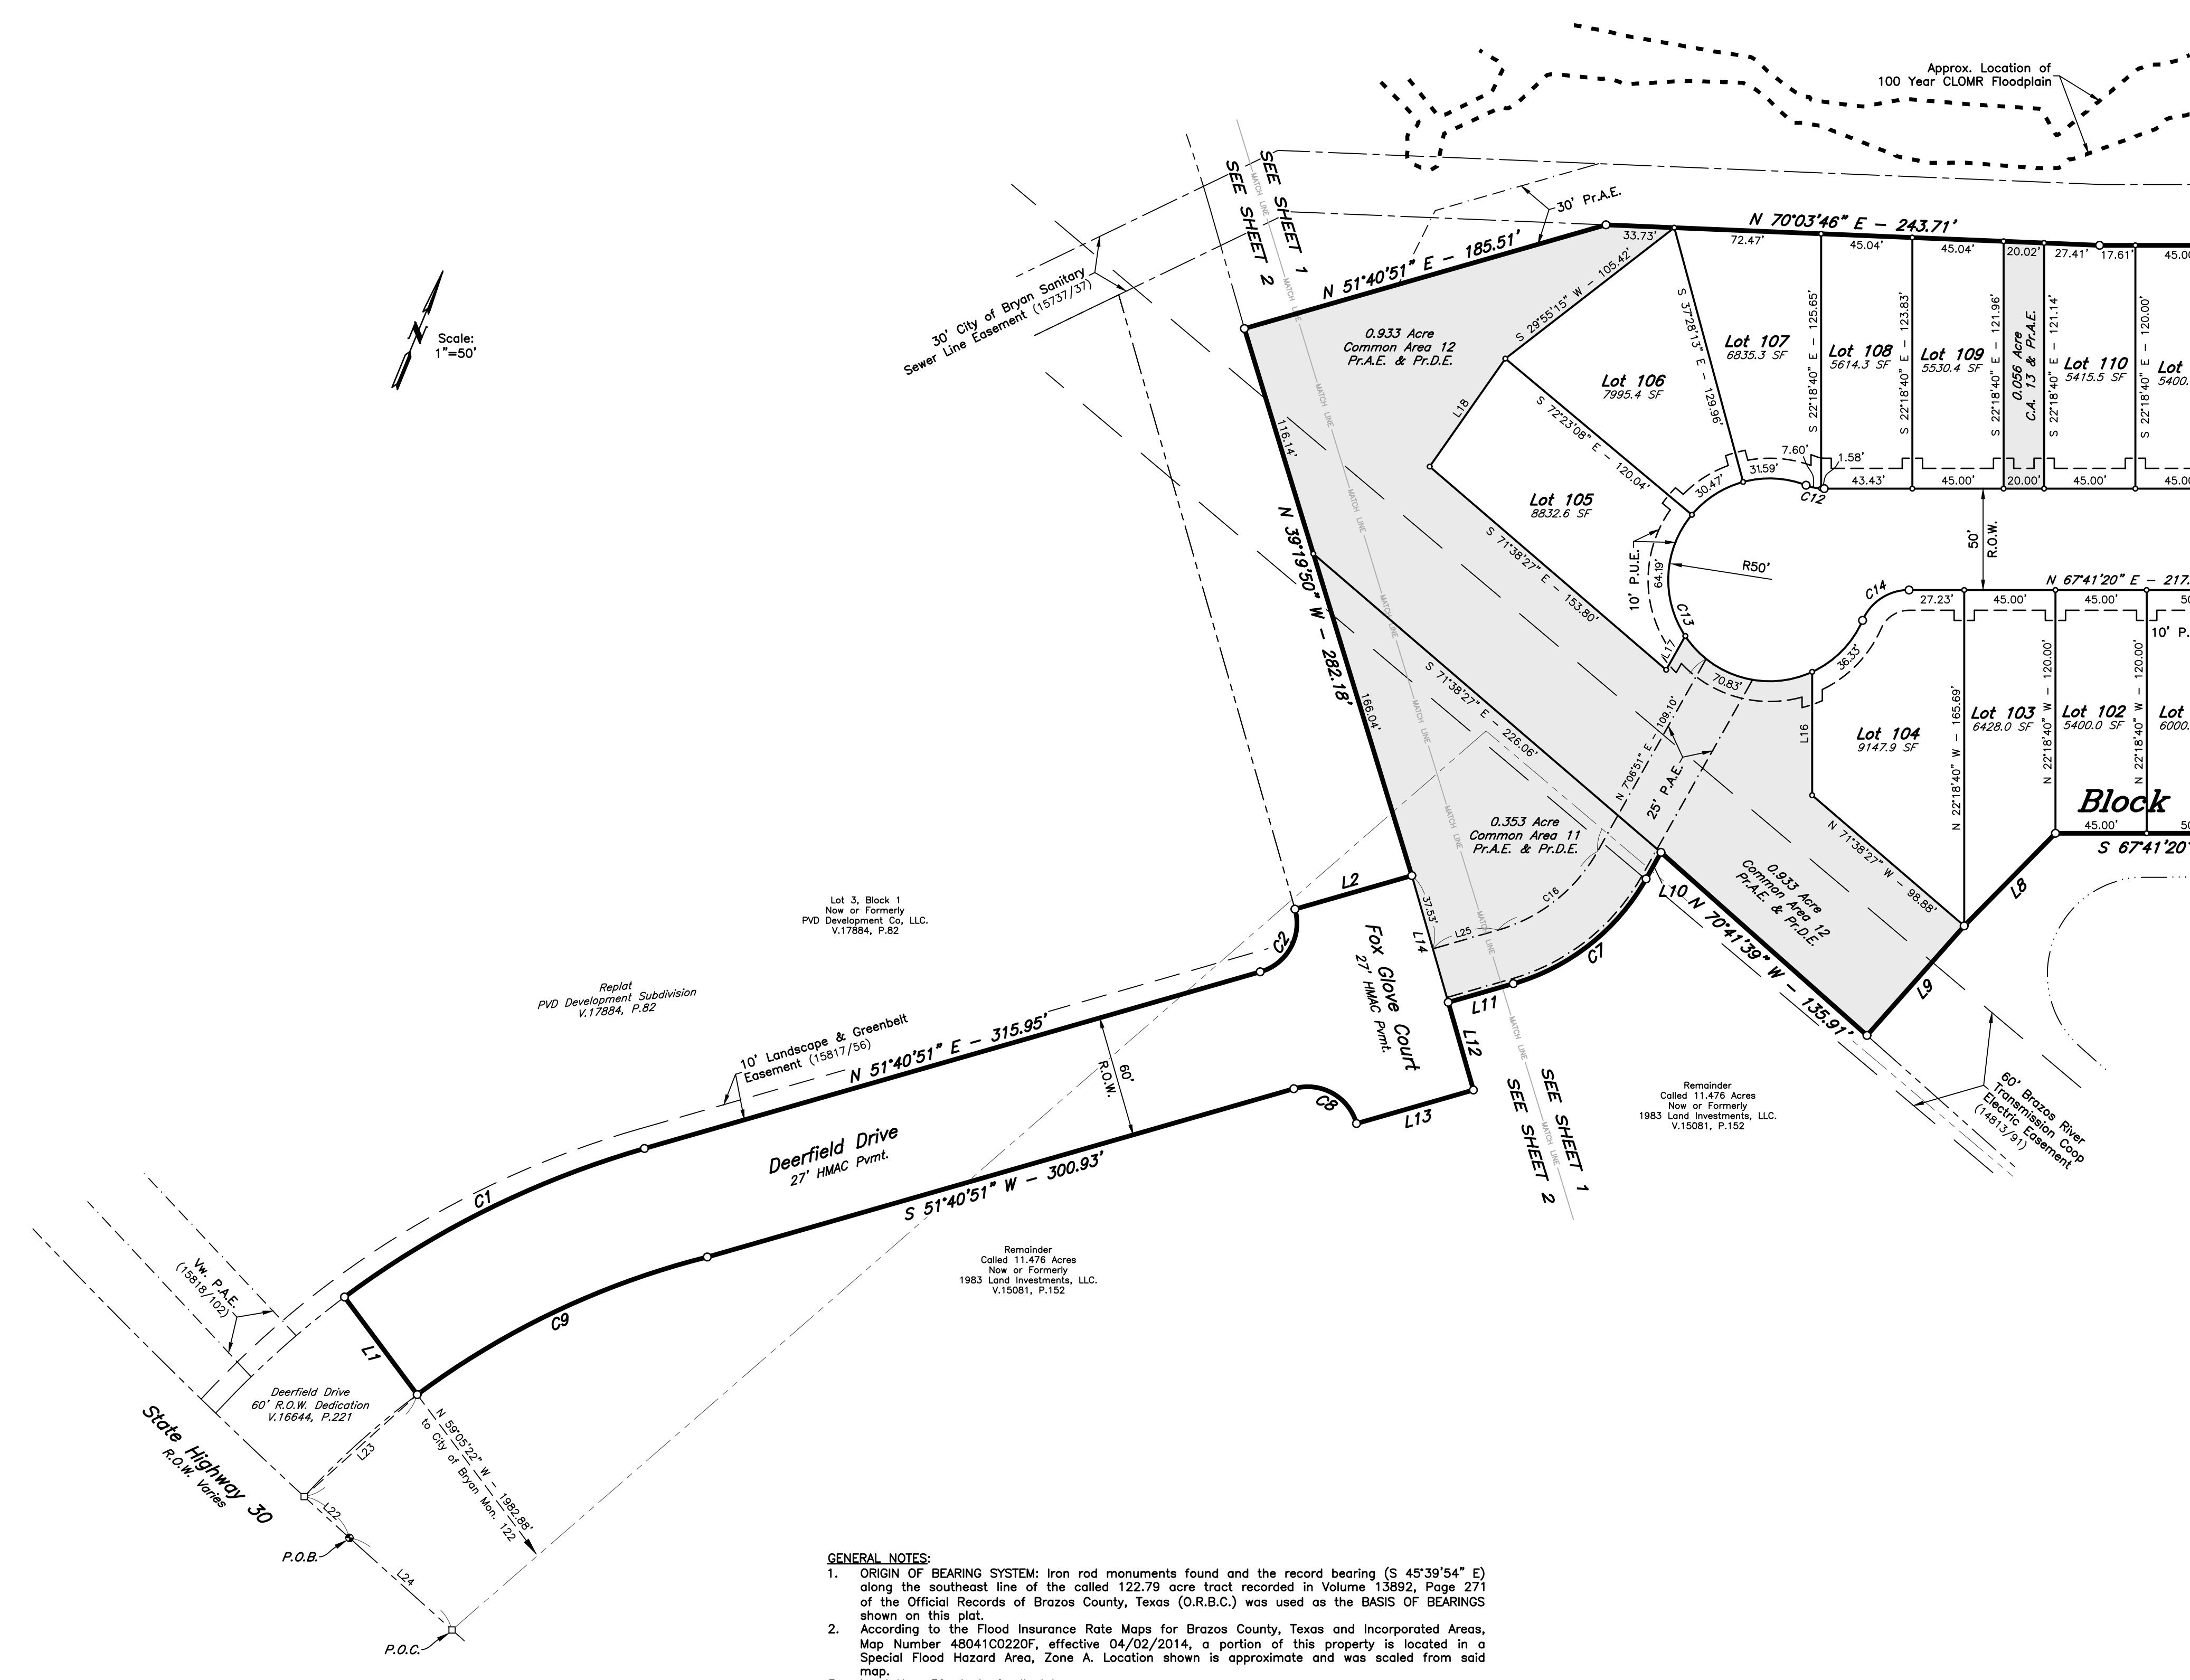 Approx. Location of
100 Year CLOMR Floodplain
SEE SHEET 1
MATCH LINE
SEE SHEET 2
30' Pr.A.E.
N 70°03'46" E - 243.71'
33.73'
72.47'
45.04'
45.04'
20.02'
27.41'
17.61'
N 51°40'51" E - 185.51'
30' City of Bryan Sanitary
Sewer Line Easement (15737/37)
Scale:
1"=50'
N
0.933 Acre
Common Area 12
Pr.A.E. & Pr.D.E.
S 29°55'15" W - 105.42'
S 37°28'13" E - 129.96'
Lot 106
7995.4 SF
Lot 107
6835.3 SF
S 22°18'40" E - 125.65'
Lot 108
5614.3 SF
S 22°18'40" E - 123.83'
Lot 109
5530.4 SF
S 22°18'40" E - 121.96'
0.056 Acre
C.A. 13 & Pr.A.E.
S 22°18'40" E - 121.14'
Lot 110
5415.5 SF
S 22°18'40" E - 120.00'
Lot
5400.
L18
116.14'
S 72°23'08" E - 120.04'
7.60'
1.58'
31.59'
30.47'
C12
43.43'
45.00'
20.00'
45.00'
Lot 105
8832.6 SF
S 71°38'27" E - 153.80'
10' P.U.E.
64.19'
R50'
50'
R.O.W.
N 39°19'50" W - 282.18'
MATCH LINE
C13
C14
N 67°41'20" E - 217.
27.23'
45.00'
45.00'
10' P.
L17
70.83'
36.33'
S 71°38'27" E - 226.06'
166.04'
N 7°06'51" E - 109.10'
25' P.A.E.
L16
Lot 104
9147.9 SF
N 22°18'40" W - 165.69'
Lot 103
6428.0 SF
N 22°18'40" W - 120.00'
Lot 102
5400.0 SF
N 22°18'40" W - 120.00'
Lot
6000.
Block
45.00'
S 67°41'20"
N 71°38'27" W - 98.88'
0.353 Acre
Common Area 11
Pr.A.E. & Pr.D.E.
0.933 Acre
Common Area 12
Pr.A.E. & Pr.D.E.
L8
L9
L10
N 70°41'39" W - 135.91'
C16
L25
C7
L11
L14
37.53'
L2
C2
Fox Glove Court
27' HMAC Pvmt.
L12
L13
C8
Lot 3, Block 1
Now or Formerly
PVD Development Co, LLC.
V.17884, P.82
Replat
PVD Development Subdivision
V.17884, P.82
10' Landscape & Greenbelt
Easement (15817/56)
N 51°40'51" E - 315.95'
60'
R.O.W.
Deerfield Drive
27' HMAC Pvmt.
S 51°40'51" W - 300.93'
C1
C9
L1
SEE SHEET 1
MATCH LINE
SEE SHEET 2
Remainder
Called 11.476 Acres
Now or Formerly
1983 Land Investments, LLC.
V.15081, P.152
60' Brazos River
Transmission Coop
Electric Easement
(14813/91)
Remainder
Called 11.476 Acres
Now or Formerly
1983 Land Investments, LLC.
V.15081, P.152
Vw. P.A.E.
(15818/102)
Deerfield Drive
60' R.O.W. Dedication
V.16644, P.221
State Highway 30
R.O.W. Varies
L23
N 59°05'22" W - 1982.88'
to City of Bryan Mon. 122
L22
P.O.B.
L24
P.O.C.
GENERAL NOTES:
1. ORIGIN OF BEARING SYSTEM: Iron rod monuments found and the record bearing (S 45°39'54" E)
along the southeast line of the called 122.79 acre tract recorded in Volume 13892, Page 271
of the Official Records of Brazos County, Texas (O.R.B.C.) was used as the BASIS OF BEARINGS
shown on this plat.
2. According to the Flood Insurance Rate Maps for Brazos County, Texas and Incorporated Areas,
Map Number 48041C0220F, effective 04/02/2014, a portion of this property is located in a
Special Flood Hazard Area, Zone A. Location shown is approximate and was scaled from said
map.